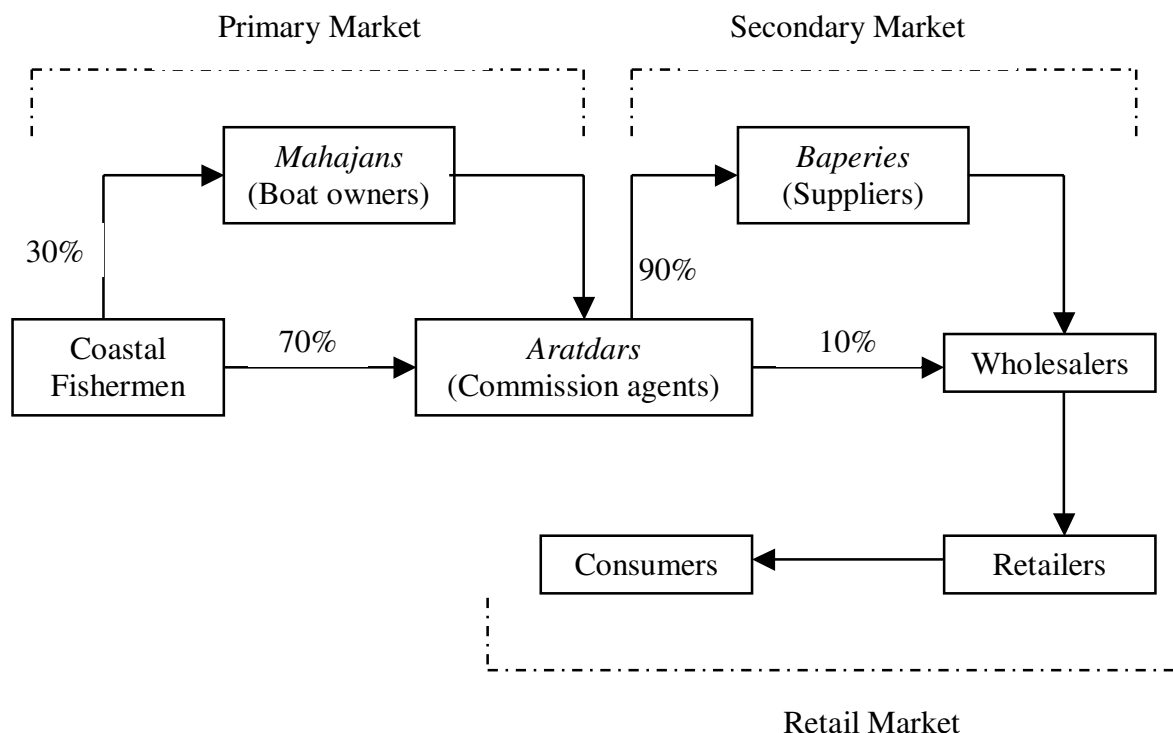 Primary Market
Secondary Market
Mahajans
(Boat owners)
Baperies
(Suppliers)
30%
90%
Coastal
Fishermen
70%
Aratdars
(Commission agents)
10%
Wholesalers
Consumers
Retailers
Retail Market